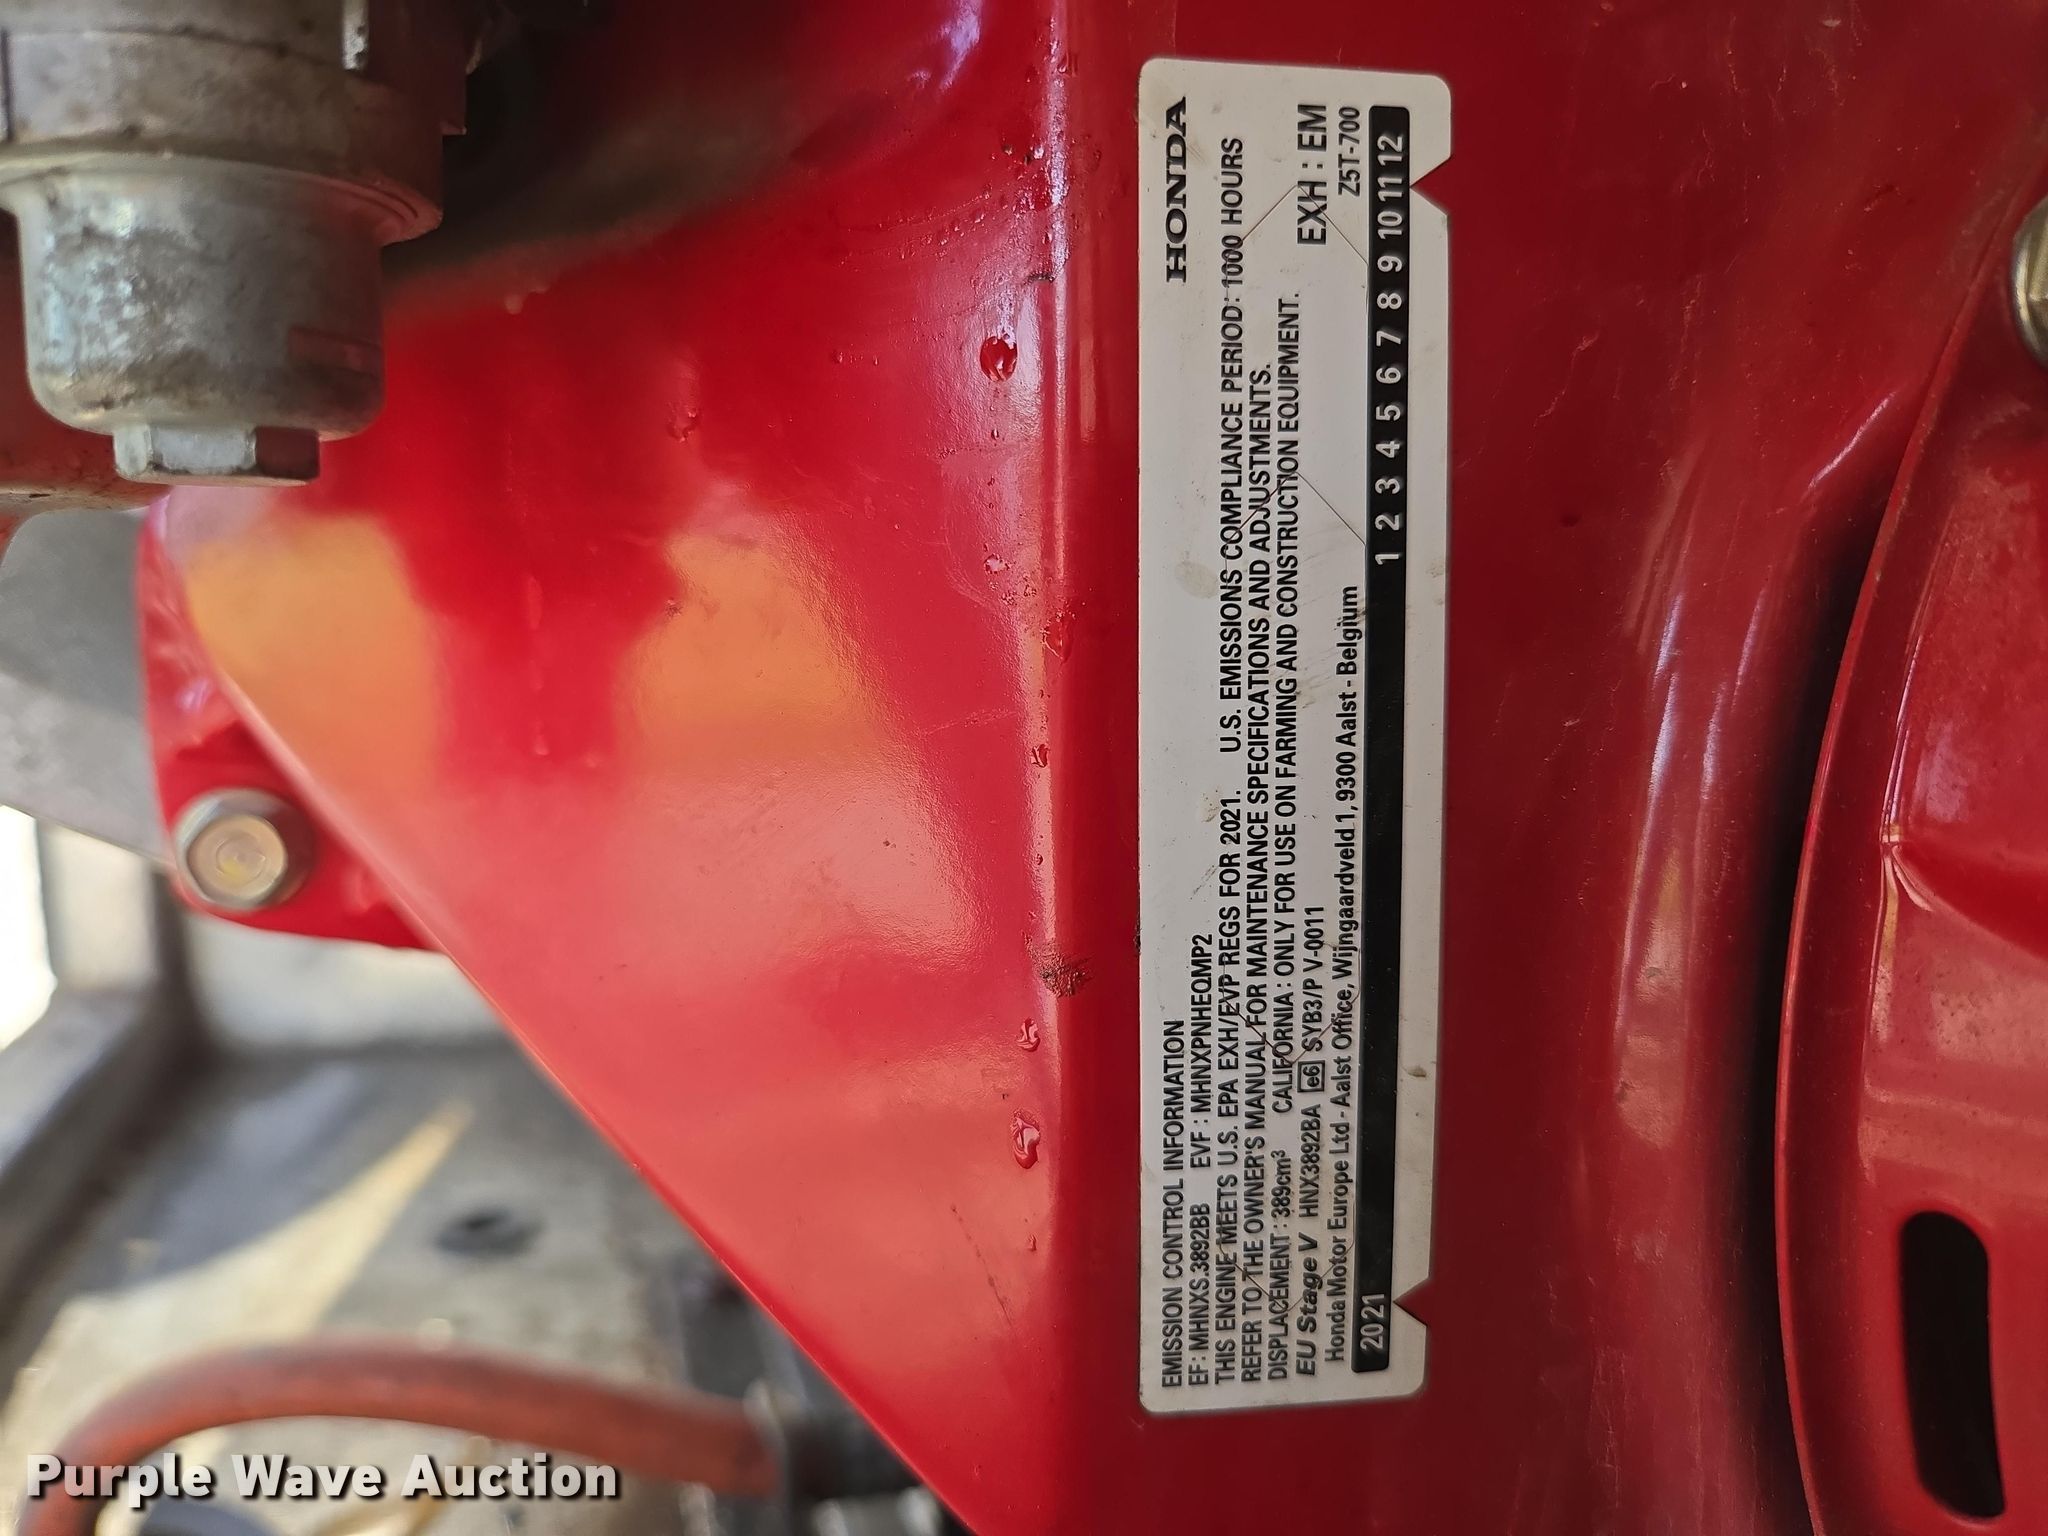 EMISSION CONTROL INFORMATION HONDA
EF: MHNXS.3892BB EVF : MHNXPNHEQMP2
THIS ENGINE MEETS U.S. EPA EXH/EVP REGS FOR 2021. U.S. EMISSIONS COMPLIANCE PERIOD: 1000 HOURS
REFER TO THE OWNER'S MANUAL FOR MAINTENANCE SPECIFICATIONS AND ADJUSTMENTS.
DISPLACEMENT : 389cm³ CALIFORNIA : ONLY FOR USE ON FARMING AND CONSTRUCTION EQUIPMENT.
EU Stage V HNX3892BA e6 SYB3/P V-0011 EXH : EM
Honda Motor Europe Ltd - Aalst Office, Wijngaardveld 1, 9300 Aalst - Belgium Z5T-700
2021 1 2 3 4 5 6 7 8 9 10 11 12
Purple Wave Auction